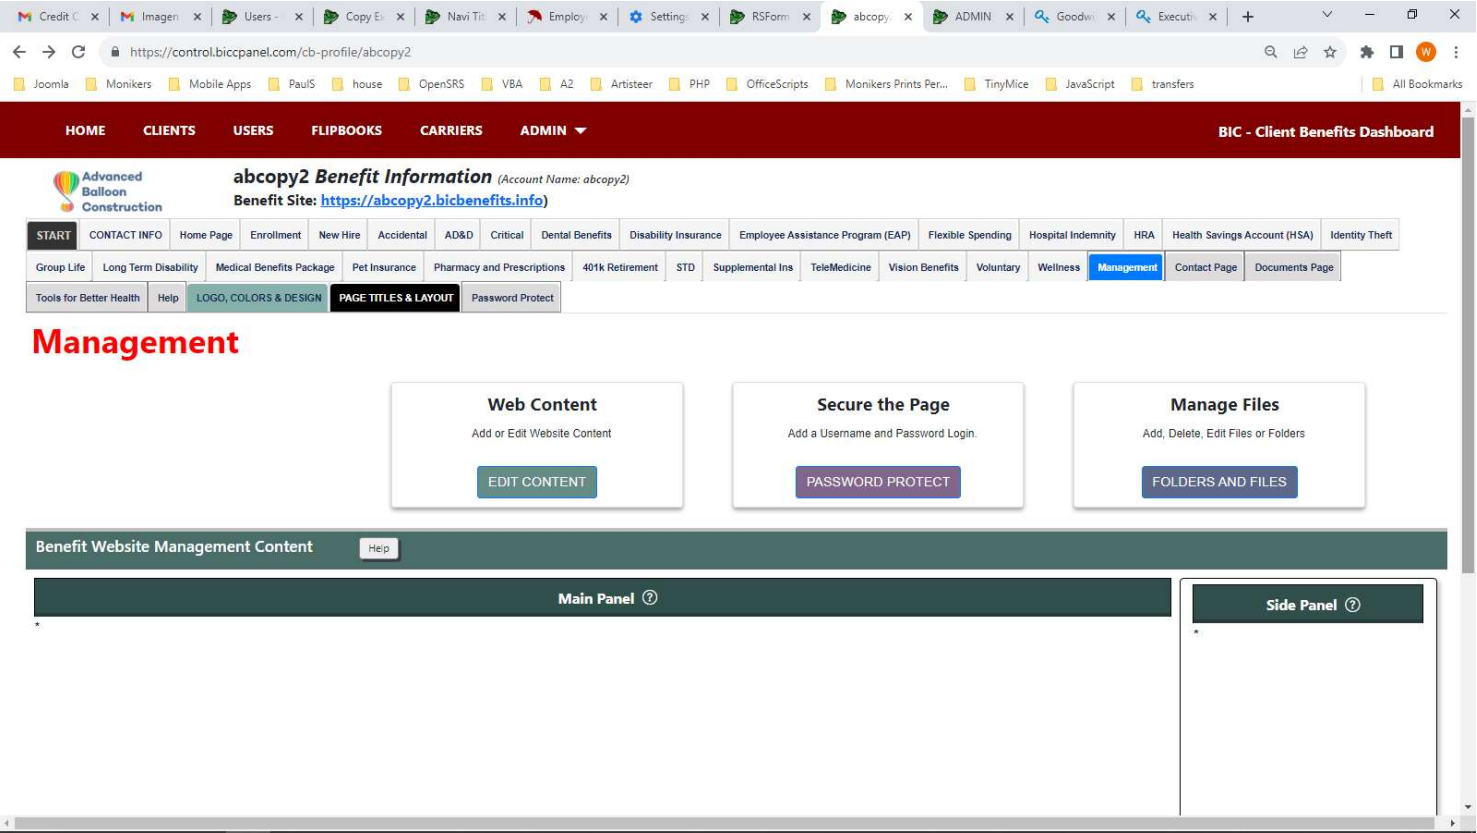 Credit C
Imagen
Users -
Copy E
Navi Tit
Employ
Settings
RSForm
abcopy
ADMIN
Goodw
Executiv
https://control.biccpanel.com/cb-profile/abcopy2
W
Joomla
Monikers
Mobile Apps
PaulS
house
OpenSRS
VBA
A2
Artisteer
PHP
OfficeScripts
Monikers Prints Per...
TinyMice
JavaScript
transfers
All Bookmarks
HOME CLIENTS USERS FLIPBOOKS CARRIERS ADMIN
BIC - Client Benefits Dashboard
Advanced
Balloon
Construction
abcopy2 Benefit Information (Account Name: abcopy2)
Benefit Site: https://abcopy2.bicbenefits.info)
START CONTACT INFO Home Page Enrollment New Hire Accidental AD&D Critical Dental Benefits Disability Insurance Employee Assistance Program (EAP) Flexible Spending Hospital Indemnity HRA Health Savings Account (HSA) Identity Theft
Group Life Long Term Disability Medical Benefits Package Pet Insurance Pharmacy and Prescriptions 401k Retirement STD Supplemental Ins TeleMedicine Vision Benefits Voluntary Wellness Management Contact Page Documents Page
Tools for Better Health Help LOGO, COLORS & DESIGN PAGE TITLES & LAYOUT Password Protect
Management
Web Content
Add or Edit Website Content
EDIT CONTENT
Secure the Page
Add a Username and Password Login.
PASSWORD PROTECT
Manage Files
Add, Delete, Edit Files or Folders
FOLDERS AND FILES
Benefit Website Management Content Help
Main Panel ?
*
Side Panel ?
*